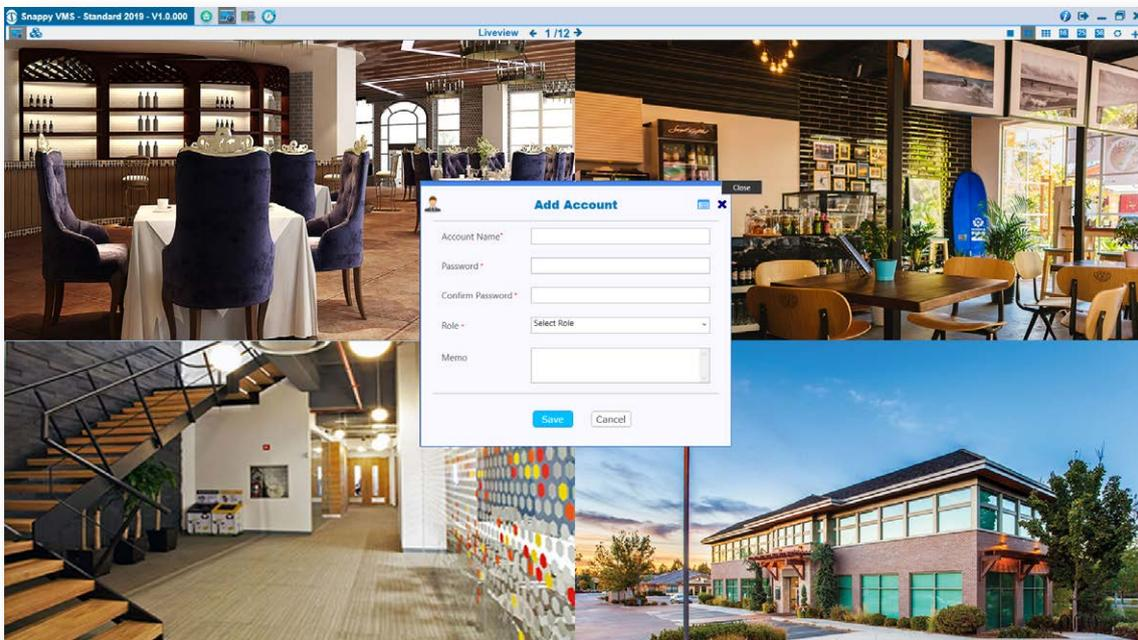 Snappy VMS - Standard 2019 - V1.0.000
Liveview 1 /12
Close
Add Account
Account Name*
Password *
Confirm Password *
Role *
Select Role
Memo
Save
Cancel